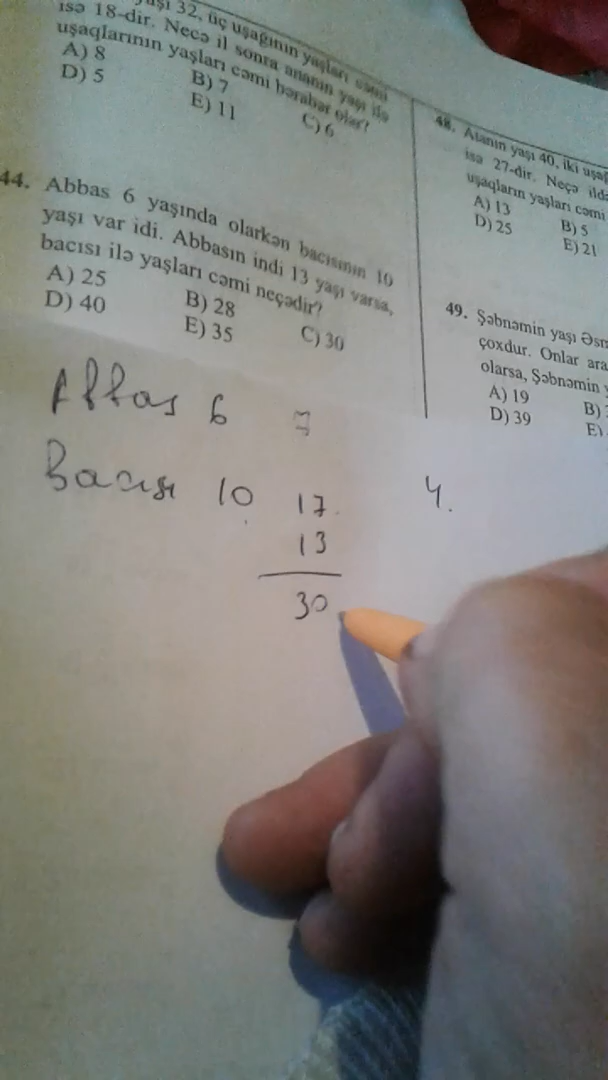 yaşı 32, üç uşağının yaşları cəmi
isə 18-dir. Neçə il sonra ananın yaşı ilə
uşaqlarının yaşları cəmi bərabər olar?
A) 8
B) 7
C) 6
D) 5
E) 11
44. Abbas 6 yaşında olarkən bacısının 10
yaşı var idi. Abbasın indi 13 yaşı varsa,
bacısı ilə yaşları cəmi neçədir?
A) 25
B) 28
C) 30
D) 40
E) 35
48. Atanın yaşı 40, iki
isə 27-dir. Neçə
uşaqların yaşları cəmi
A) 13
B) 5
D) 25
E) 21
49. Şəbnəmin yaşı
çoxdur. Onlar
olarsa, Şəbnəmin
A) 19
B)
D) 39
E)
Abbas 6 7
Bacısı 10 17 4.
13
30